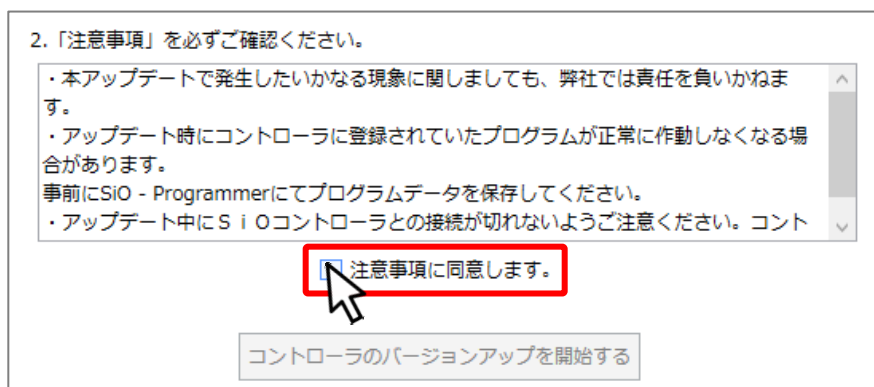 2.「注意事項」を必ずご確認ください。
・本アップデートで発生したいかなる現象に関しましても、弊社では責任を負いかねま
す。
・アップデート時にコントローラに登録されていたプログラムが正常に作動しなくなる場
合があります。
事前にSiO - Programmerにてプログラムデータを保存してください。
・アップデート中にＳｉＯコントローラとの接続が切れないようご注意ください。コント
注意事項に同意します。
コントローラのバージョンアップを開始する